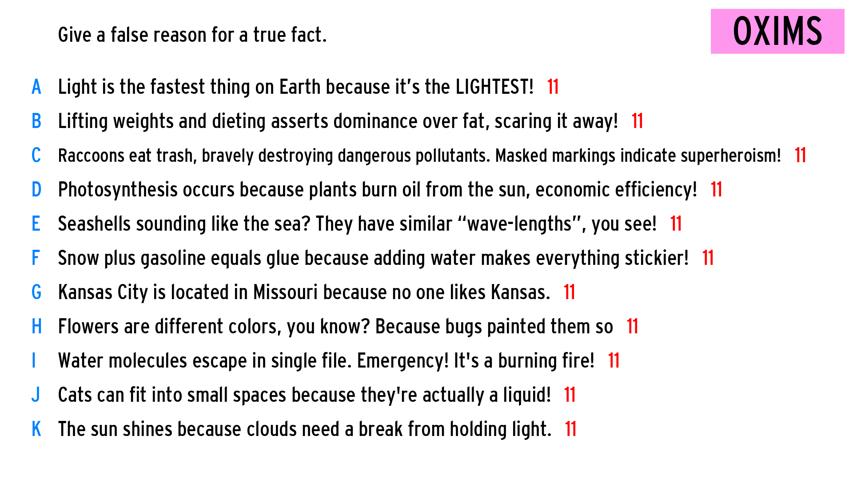 Give a false reason for a true fact.
OXIMS
A Light is the fastest thing on Earth because it’s the LIGHTEST! 11
B Lifting weights and dieting asserts dominance over fat, scaring it away! 11
C Raccoons eat trash, bravely destroying dangerous pollutants. Masked markings indicate superheroism! 11
D Photosynthesis occurs because plants burn oil from the sun, economic efficiency! 11
E Seashells sounding like the sea? They have similar “wave-lengths”, you see! 11
F Snow plus gasoline equals glue because adding water makes everything stickier! 11
G Kansas City is located in Missouri because no one likes Kansas. 11
H Flowers are different colors, you know? Because bugs painted them so 11
I Water molecules escape in single file. Emergency! It's a burning fire! 11
J Cats can fit into small spaces because they're actually a liquid! 11
K The sun shines because clouds need a break from holding light. 11